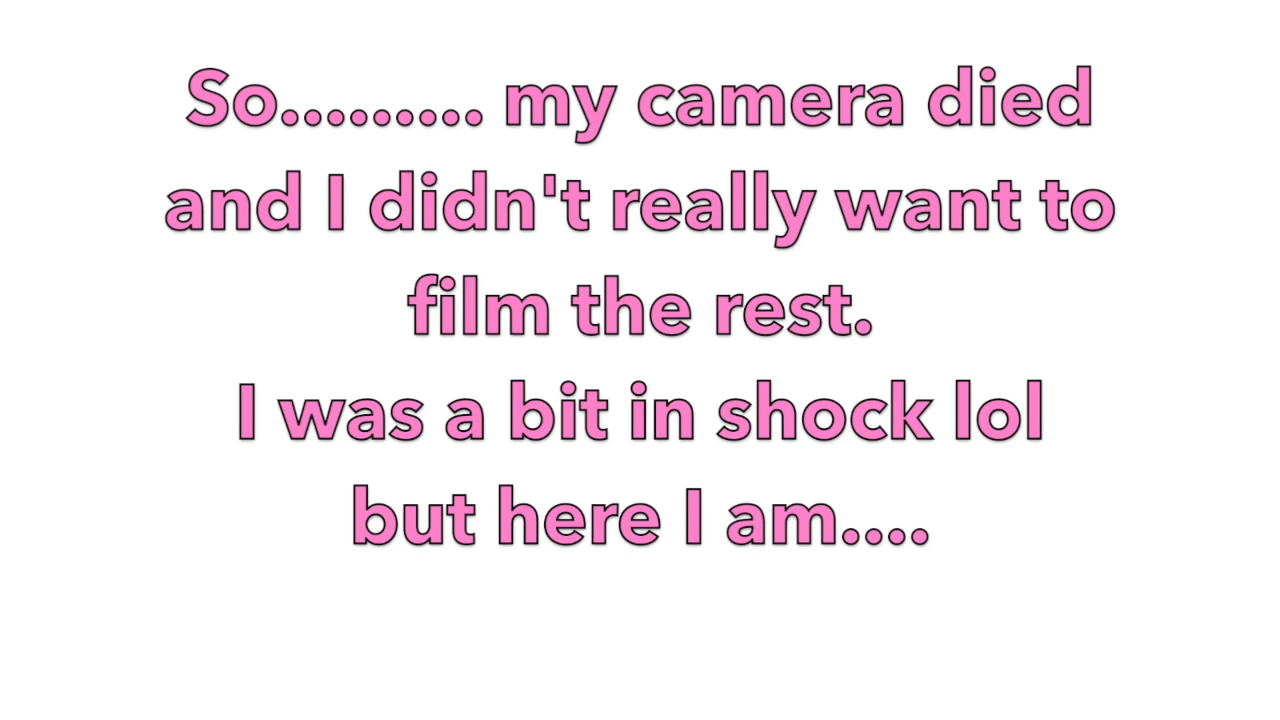 So......... my camera died
and I didn't really want to
film the rest.
I was a bit in shock lol
but here I am....